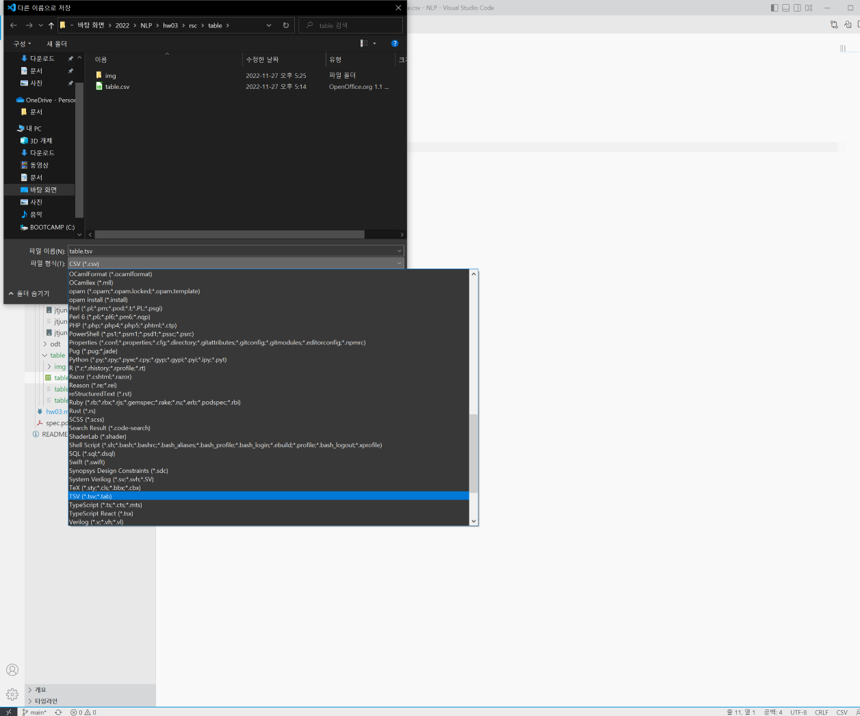 다른 이름으로 저장
.csv - NLP - Visual Studio Code
바탕 화면 > 2022 > NLP > hw03 > rsc > table >
table 검색
구성
새 폴더
이름
수정한 날짜
유형
크기
다운로드
문서
사진
OneDrive - Person
문서
내 PC
3D 개체
다운로드
동영상
문서
바탕 화면
사진
음악
BOOTCAMP (C:)
img
2022-11-27 오후 5:25
파일 폴더
table.csv
2022-11-27 오후 5:14
OpenOffice.org 1.1 ...
파일 이름(N):
table.tsv
파일 형식(T):
CSV (*.csv)
OCamlFormat (*.ocamlformat)
OCamllex (*.mll)
opam (*.opam;*.opam.locked;*.opam.template)
opam install (*.install)
Perl (*.pl;*.pm;*.pod;*.t;*.PL;*.psgi)
Perl 6 (*.p6;*.pl6;*.pm6;*.nqp)
PHP (*.php;*.php4;*.php5;*.phtml;*.ctp)
PowerShell (*.ps1;*.psm1;*.psd1;*.pssc;*.psrc)
Properties (*.conf;*.properties;*.cfg;*.directory;*.gitattributes;*.gitconfig;*.gitmodules;*.editorconfig;*.npmrc)
Pug (*.pug;*.jade)
Python (*.py;*.rpy;*.pyw;*.cpy;*.gyp;*.gypi;*.pyi;*.ipy;*.pyt)
R (*.r;*.rhistory;*.rprofile;*.rt)
Razor (*.cshtml;*.razor)
Reason (*.re;*.rei)
reStructuredText (*.rst)
Ruby (*.rb;*.rbx;*.rjs;*.gemspec;*.rake;*.ru;*.erb;*.podspec;*.rbi)
Rust (*.rs)
SCSS (*.scss)
Search Result (*.code-search)
ShaderLab (*.shader)
Shell Script (*.sh;*.bash;*.bashrc;*.bash_aliases;*.bash_profile;*.bash_login;*.ebuild;*.profile;*.bash_logout;*.xprofile)
SQL (*.sql;*.dsql)
Swift (*.swift)
Synopsys Design Constraints (*.sdc)
System Verilog (*.sv;*.svh;*.SV)
TeX (*.sty;*.cls;*.bbx;*.cbx)
TSV (*.tsv;*.tab)
TypeScript (*.ts;*.cts;*.mts)
TypeScript React (*.tsx)
Verilog (*.v;*.vh;*.vl)
폴더 숨기기
jtjun
jtjun
jtjun
odt
table
img
table
table
table
hw03.m
spec.pd
README
개요
타임라인
main*
0
0
줄 11, 열 1
공백: 4
UTF-8
CRLF
CSV